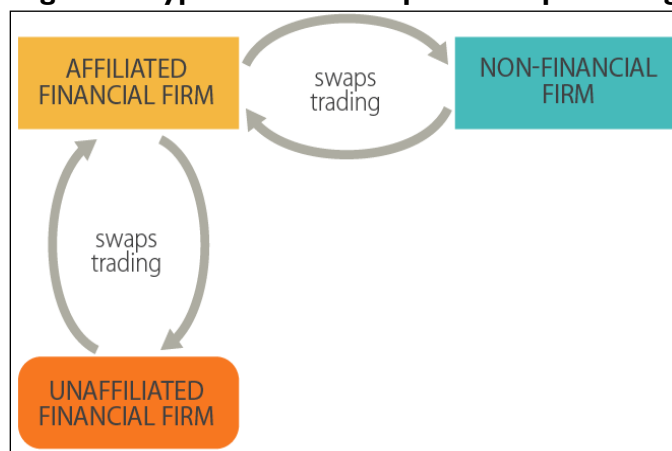 AFFILIATED
FINANCIAL FIRM
swaps
trading
NON-FINANCIAL
FIRM
swaps
trading
UNAFFILIATED
FINANCIAL FIRM